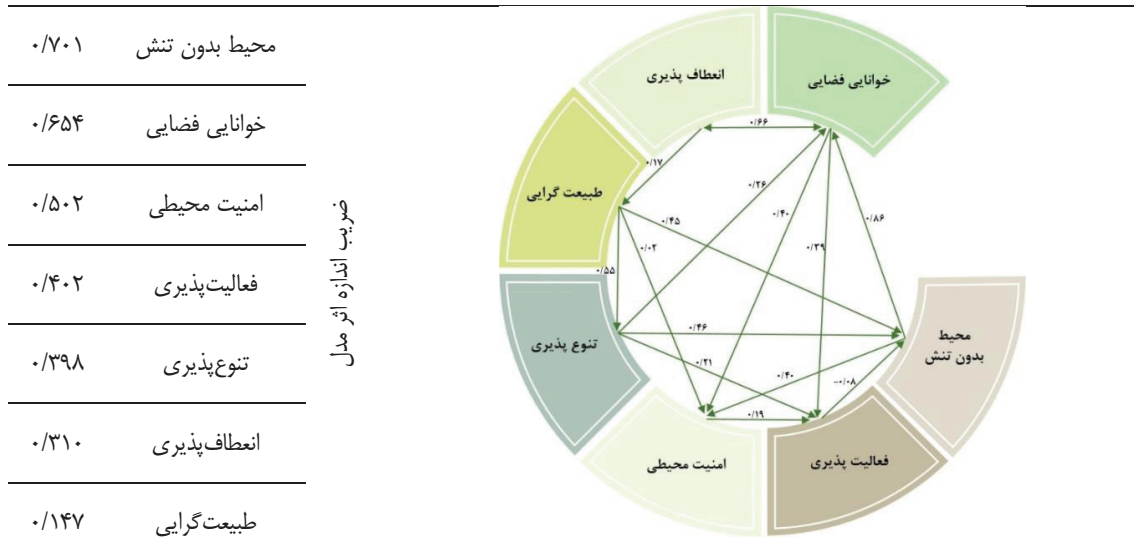 محیط بدون تنش ۰/۷۰۱
خوانایی فضایی ۰/۶۵۴
امنیت محیطی ۰/۵۰۲
فعالیت‌پذیری ۰/۴۰۲
تنوع‌پذیری ۰/۳۹۸
انعطاف‌پذیری ۰/۳۱۰
طبیعت‌گرایی ۰/۱۴۷
ضریب اندازه اثر مدل
خوانایی فضایی
انعطاف پذیری
طبیعت گرایی
تنوع پذیری
امنیت محیطی
فعالیت پذیری
محیط
بدون تنش
۰/۶۶
۰/۱۷
۰/۲۶
۰/۴۰
۰/۳۹
۰/۸۶
۰/۴۵
۰/۰۲
۰/۵۵
۰/۴۶
۰/۲۱
۰/۴۰
-۰/۰۸
۰/۱۹